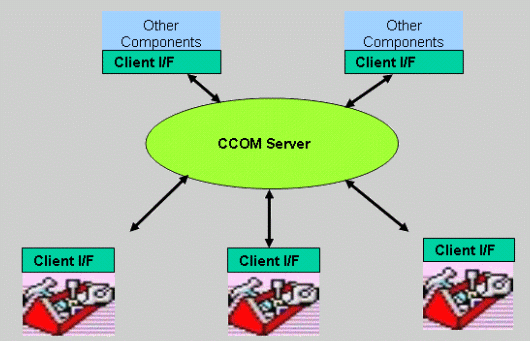 Other
Components
Client I/F
Other
Components
Client I/F
CCOM Server
Client I/F
Client I/F
Client I/F